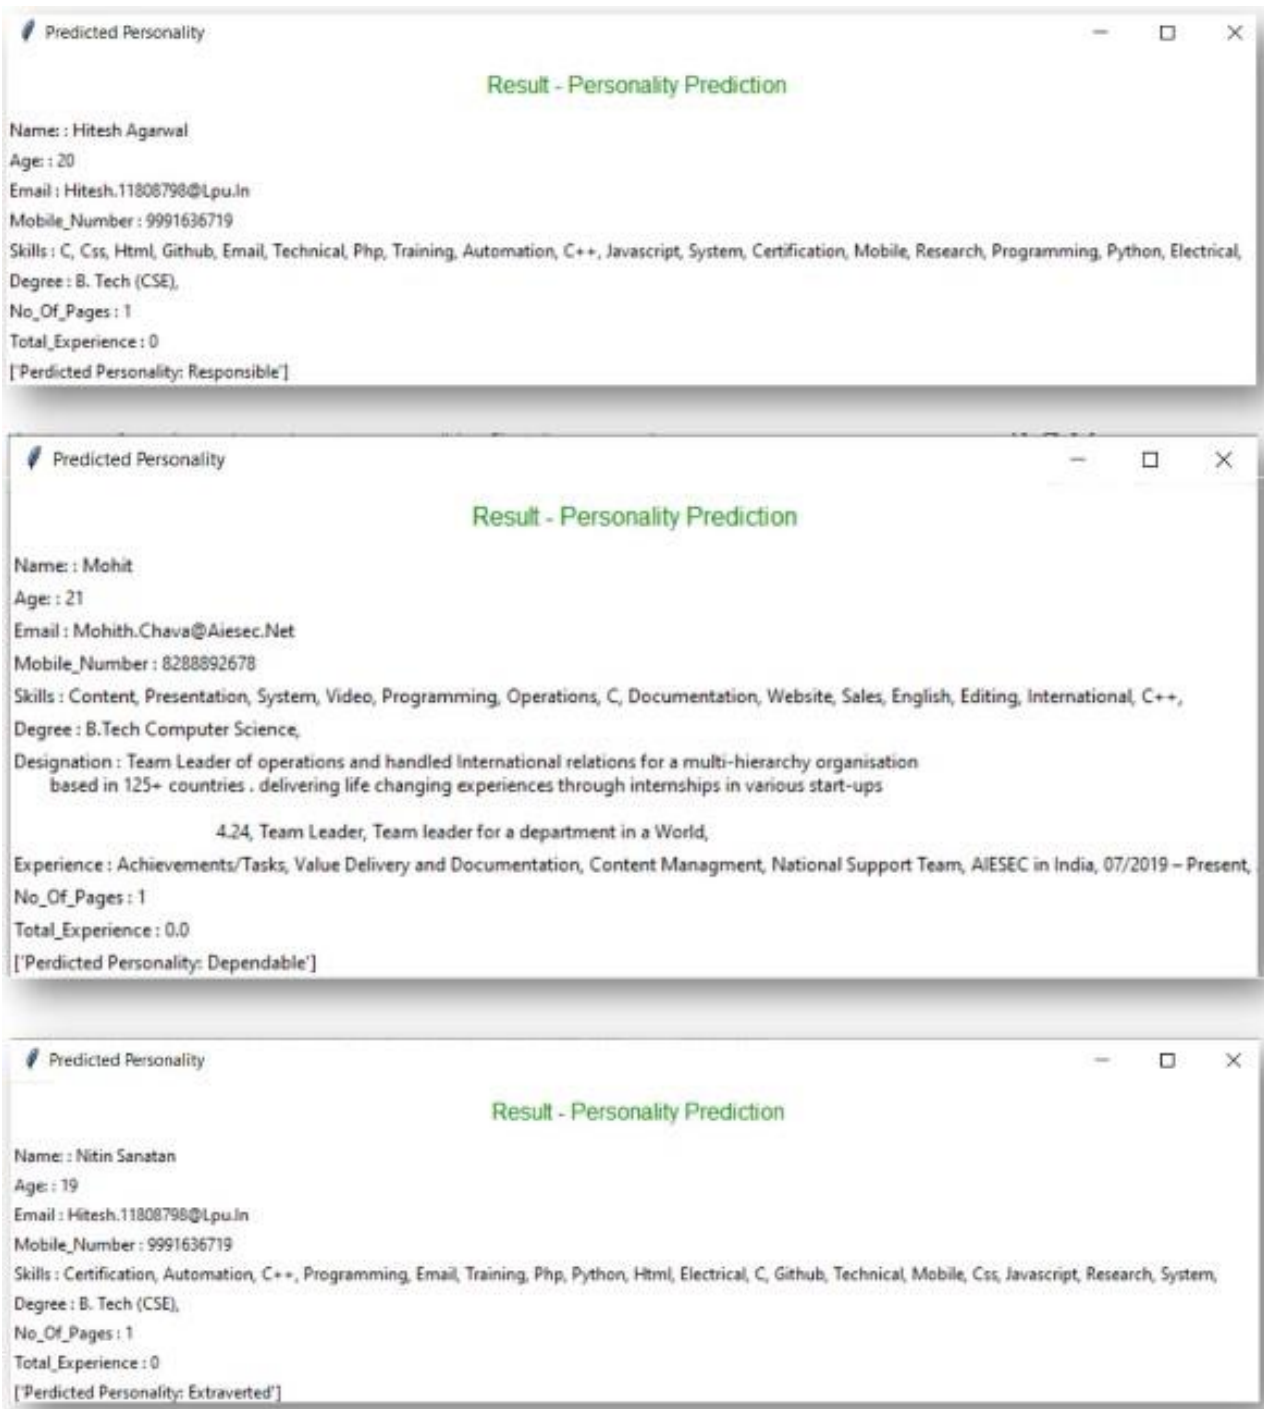 Predicted Personality
Result - Personality Prediction
Name: : Hitesh Agarwal
Age: : 20
Email : Hitesh.11808798@Lpu.In
Mobile_Number : 9991636719
Skills : C, Css, Html, Github, Email, Technical, Php, Training, Automation, C++, Javascript, System, Certification, Mobile, Research, Programming, Python, Electrical,
Degree : B. Tech (CSE),
No_Of_Pages : 1
Total_Experience : 0
['Perdicted Personality: Responsible']
Predicted Personality
Result - Personality Prediction
Name: : Mohit
Age: : 21
Email : Mohith.Chava@Aiesec.Net
Mobile_Number : 8288892678
Skills : Content, Presentation, System, Video, Programming, Operations, C, Documentation, Website, Sales, English, Editing, International, C++,
Degree : B.Tech Computer Science,
Designation : Team Leader of operations and handled International relations for a multi-hierarchy organisation
based in 125+ countries . delivering life changing experiences through internships in various start-ups
4.24, Team Leader, Team leader for a department in a World,
Experience : Achievements/Tasks, Value Delivery and Documentation, Content Managment, National Support Team, AIESEC in India, 07/2019 – Present,
No_Of_Pages : 1
Total_Experience : 0.0
['Perdicted Personality: Dependable']
Predicted Personality
Result - Personality Prediction
Name: : Nitin Sanatan
Age: : 19
Email : Hitesh.11808798@Lpu.In
Mobile_Number : 9991636719
Skills : Certification, Automation, C++, Programming, Email, Training, Php, Python, Html, Electrical, C, Github, Technical, Mobile, Css, Javascript, Research, System,
Degree : B. Tech (CSE),
No_Of_Pages : 1
Total_Experience : 0
['Perdicted Personality: Extraverted']